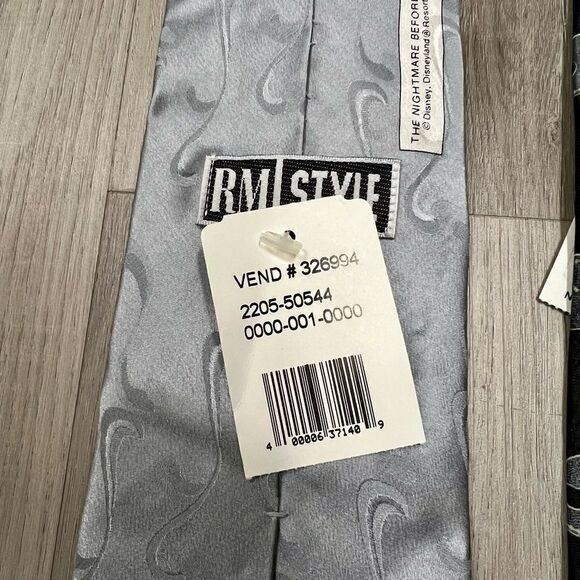 THE NIGHTMARE BEFORE
© Disney, Disneyland ® Resort
RM STYLE
VEND # 326994
2205-50544
0000-001-0000
4 00006 37140 9